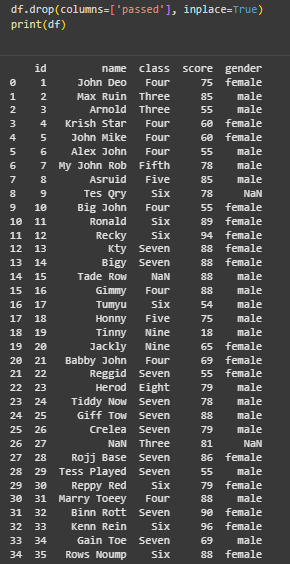 df.drop(columns=['passed'], inplace=True)
print(df)
id name class score gender
0 1 John Deo Four 75 female
1 2 Max Ruin Three 85 male
2 3 Arnold Three 55 male
3 4 Krish Star Four 60 female
4 5 John Mike Four 60 female
5 6 Alex John Four 55 male
6 7 My John Rob Fifth 78 male
7 8 Asruid Five 85 male
8 9 Tes Qry Six 78 NaN
9 10 Big John Four 55 female
10 11 Ronald Six 89 female
11 12 Recky Six 94 female
12 13 Kty Seven 88 female
13 14 Bigy Seven 88 female
14 15 Tade Row NaN 88 male
15 16 Gimmy Four 88 male
16 17 Tumyu Six 54 male
17 18 Honny Five 75 male
18 19 Tinny Nine 18 male
19 20 Jackly Nine 65 female
20 21 Babby John Four 69 female
21 22 Reggid Seven 55 female
22 23 Herod Eight 79 male
23 24 Tiddy Now Seven 78 male
24 25 Giff Tow Seven 88 male
25 26 Crelea Seven 79 male
26 27 NaN Three 81 NaN
27 28 Rojj Base Seven 86 female
28 29 Tess Played Seven 55 male
29 30 Reppy Red Six 79 female
30 31 Marry Toeey Four 88 male
31 32 Binn Rott Seven 90 female
32 33 Kenn Rein Six 96 female
33 34 Gain Toe Seven 69 male
34 35 Rows Noump Six 88 female